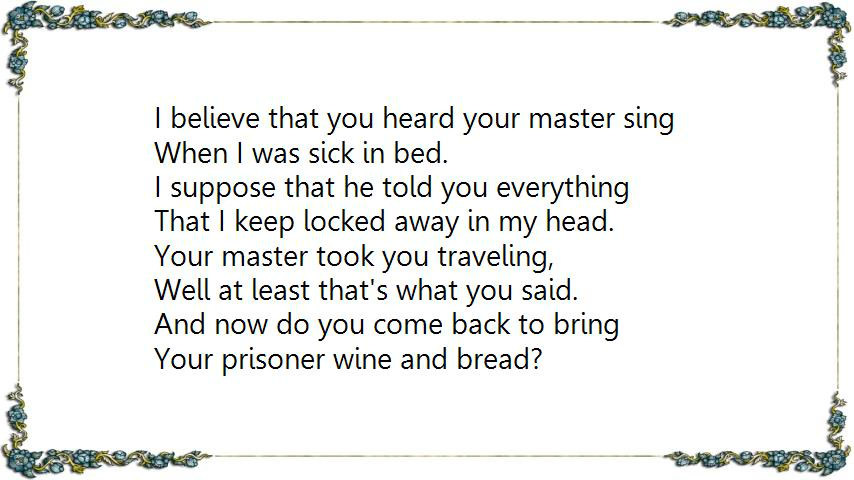 I believe that you heard your master sing
When I was sick in bed.
I suppose that he told you everything
That I keep locked away in my head.
Your master took you traveling,
Well at least that's what you said.
And now do you come back to bring
Your prisoner wine and bread?